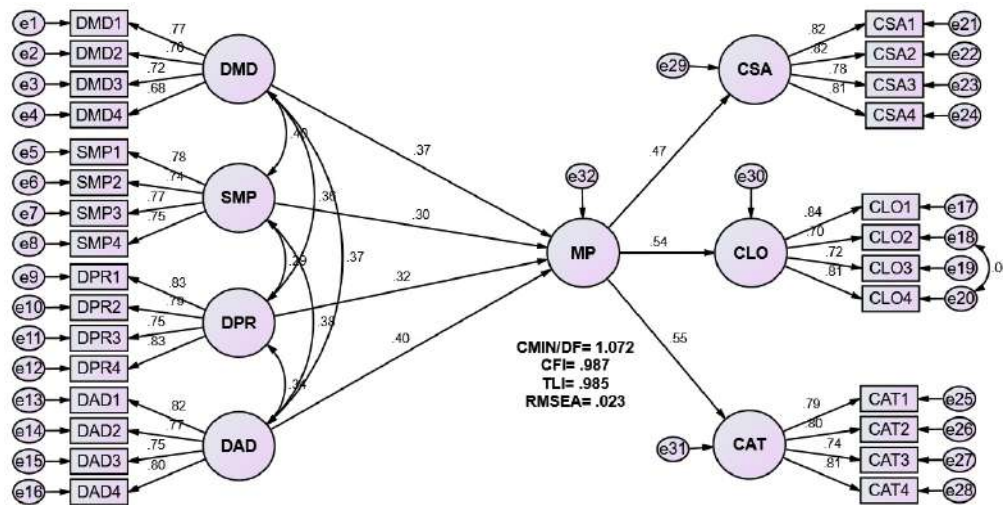 e1 DMD1 .77
e2 DMD2 .76
e3 DMD3 .72
e4 DMD4 .68
DMD
e5 SMP1 .78
e6 SMP2 .74
e7 SMP3 .77
e8 SMP4 .75
SMP
e9 DPR1 .83
e10 DPR2 .79
e11 DPR3 .75
e12 DPR4 .83
DPR
e13 DAD1 .82
e14 DAD2 .77
e15 DAD3 .75
e16 DAD4 .80
DAD
.40
.36
.37
.29
.38
.34
.37
.30
.32
.40
e32
MP
.47
.54
.55
CMIN/DF= 1.072
CFI= .987
TLI= .985
RMSEA= .023
e29
CSA
.82 CSA1 e21
.82 CSA2 e22
.78 CSA3 e23
.81 CSA4 e24
e30
CLO
.84 CLO1 e17
.70 CLO2 e18
.72 CLO3 e19
.81 CLO4 e20
.0
e31
CAT
.79 CAT1 e25
.80 CAT2 e26
.74 CAT3 e27
.81 CAT4 e28